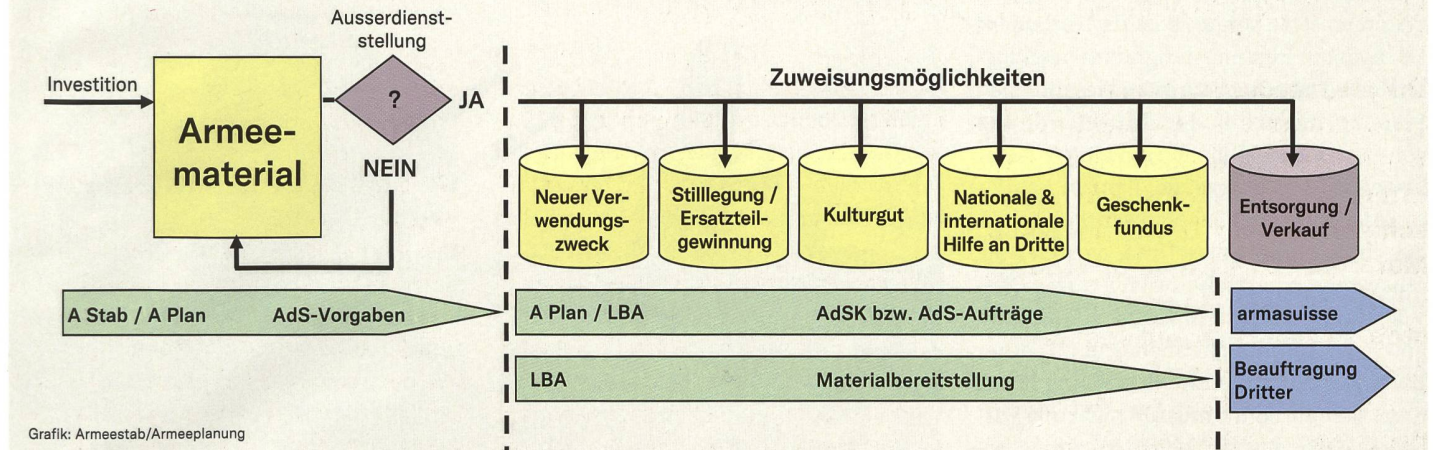 Ausserdienst-
stellung
Investition
Armee-
material
?
JA
NEIN
Zuweisungsmöglichkeiten
Neuer Ver-
wendungs-
zweck
Stilllegung /
Ersatzteil-
gewinnung
Kulturgut
Nationale &
internationale
Hilfe an Dritte
Geschenk-
fundus
Entsorgung /
Verkauf
A Stab / A Plan AdS-Vorgaben
A Plan / LBA AdSK bzw. AdS-Aufträge
armasuisse
LBA Materialbereitstellung
Beauftragung
Dritter
Grafik: Armeestab/Armeeplanung